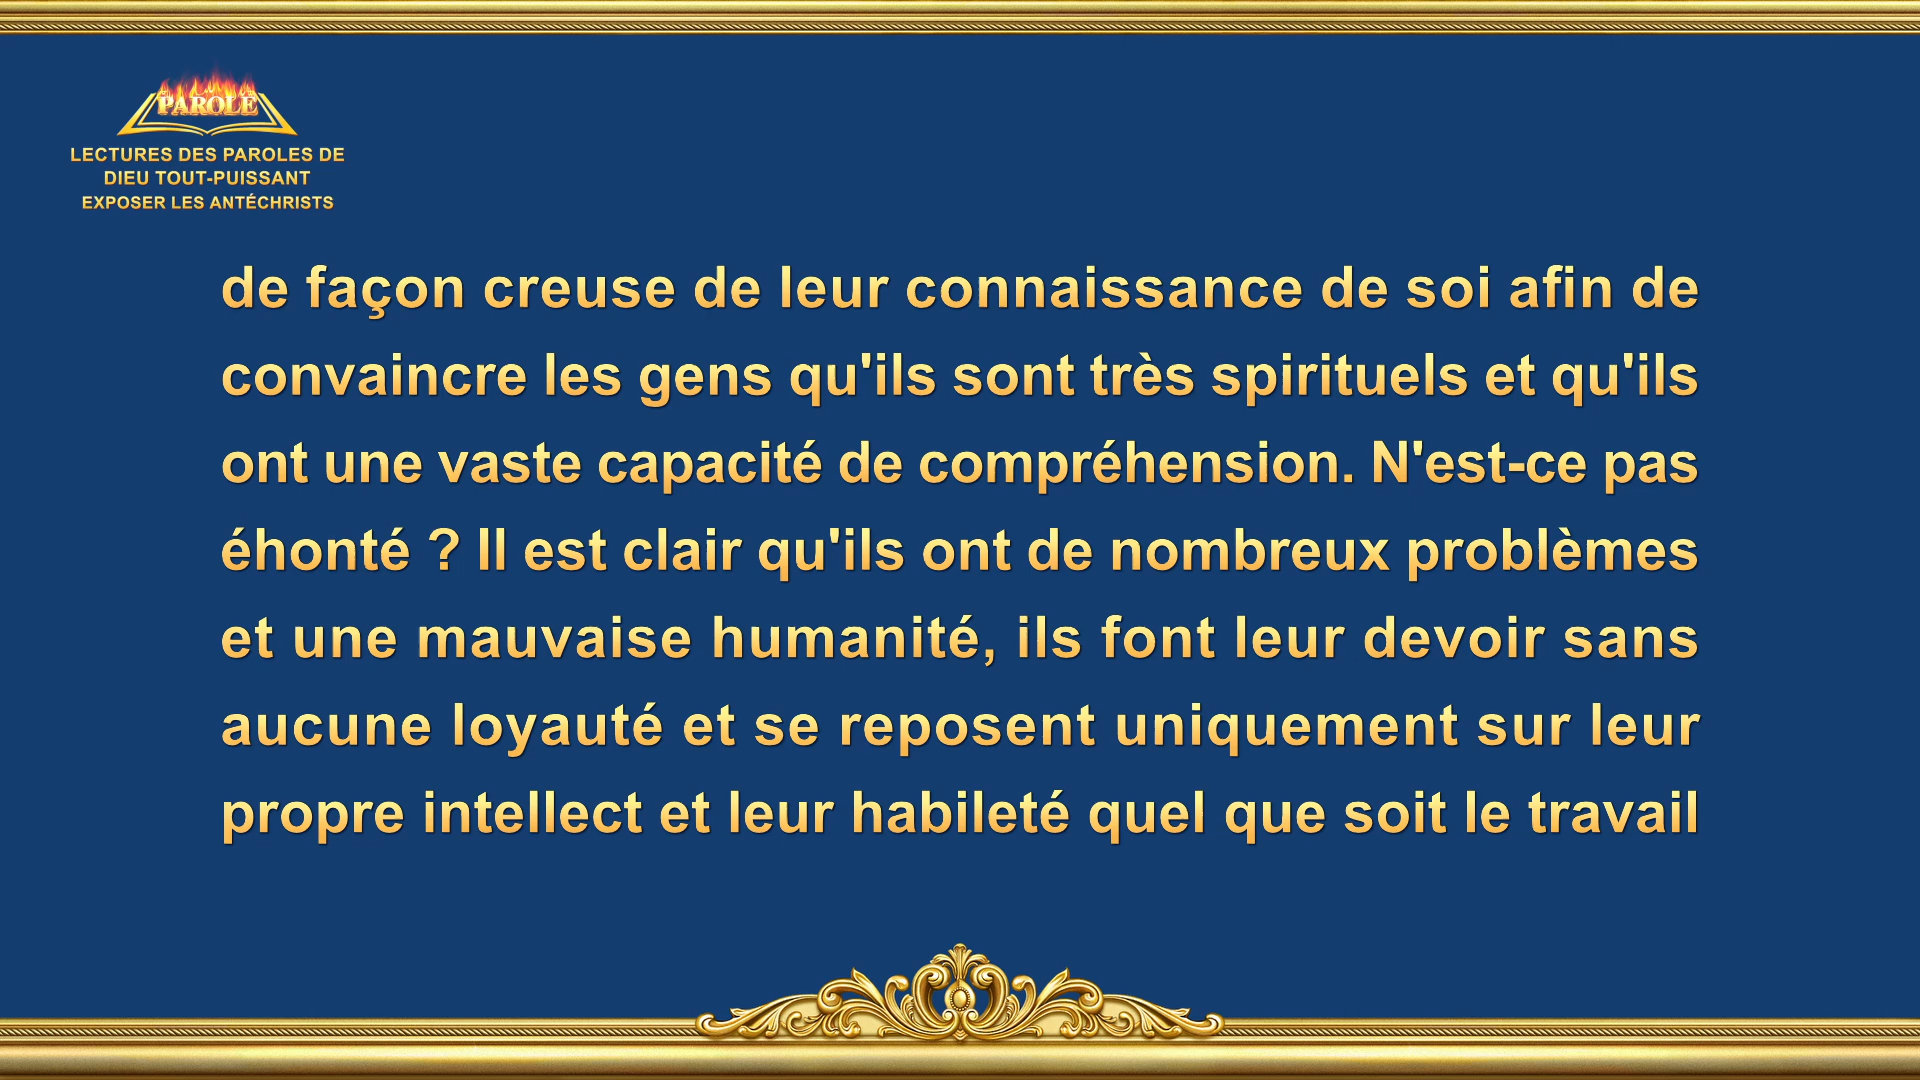 PAROLE
LECTURES DES PAROLES DE
DIEU TOUT-PUISSANT
EXPOSER LES ANTÉCHRISTS
de façon creuse de leur connaissance de soi afin de
convaincre les gens qu'ils sont très spirituels et qu'ils
ont une vaste capacité de compréhension. N'est-ce pas
éhonté ? Il est clair qu'ils ont de nombreux problèmes
et une mauvaise humanité, ils font leur devoir sans
aucune loyauté et se reposent uniquement sur leur
propre intellect et leur habileté quel que soit le travail